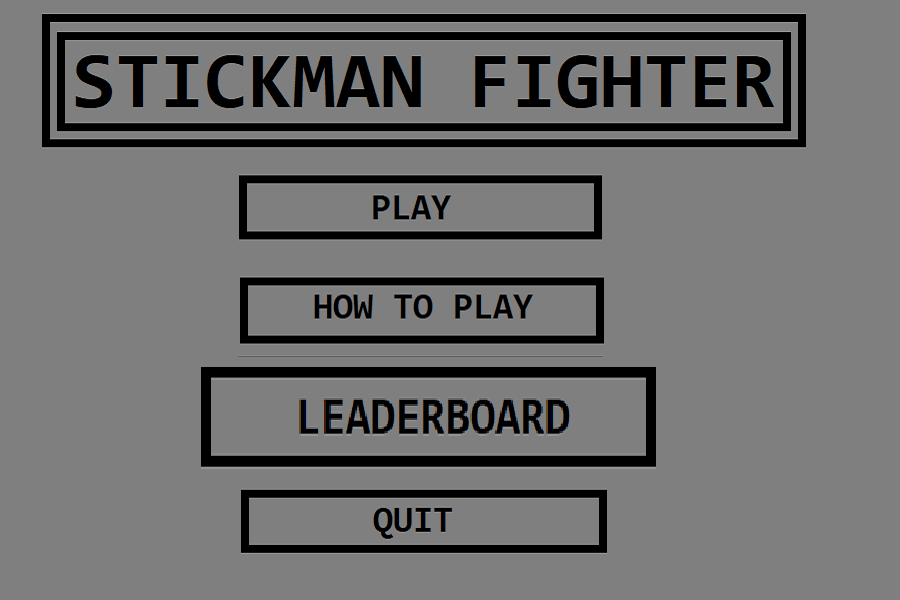 STICKMAN FIGHTER
PLAY
HOW TO PLAY
LEADERBOARD
QUIT